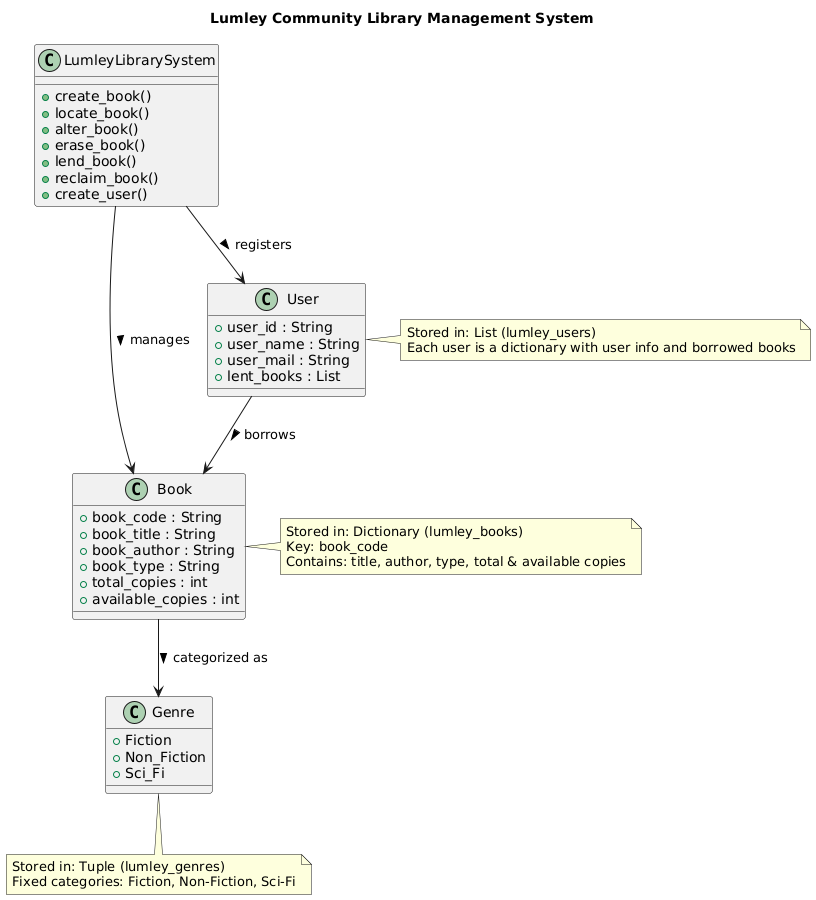 Lumley Community Library Management System
C LumleyLibrarySystem
create_book()
locate_book()
alter_book()
erase_book()
lend_book()
reclaim_book()
create_user()
registers
manages
C User
user_id : String
user_name : String
user_mail : String
lent_books : List
Stored in: List (lumley_users)
Each user is a dictionary with user info and borrowed books
borrows
C Book
book_code : String
book_title : String
book_author : String
book_type : String
total_copies : int
available_copies : int
Stored in: Dictionary (lumley_books)
Key: book_code
Contains: title, author, type, total & available copies
categorized as
C Genre
Fiction
Non_Fiction
Sci_Fi
Stored in: Tuple (lumley_genres)
Fixed categories: Fiction, Non-Fiction, Sci-Fi